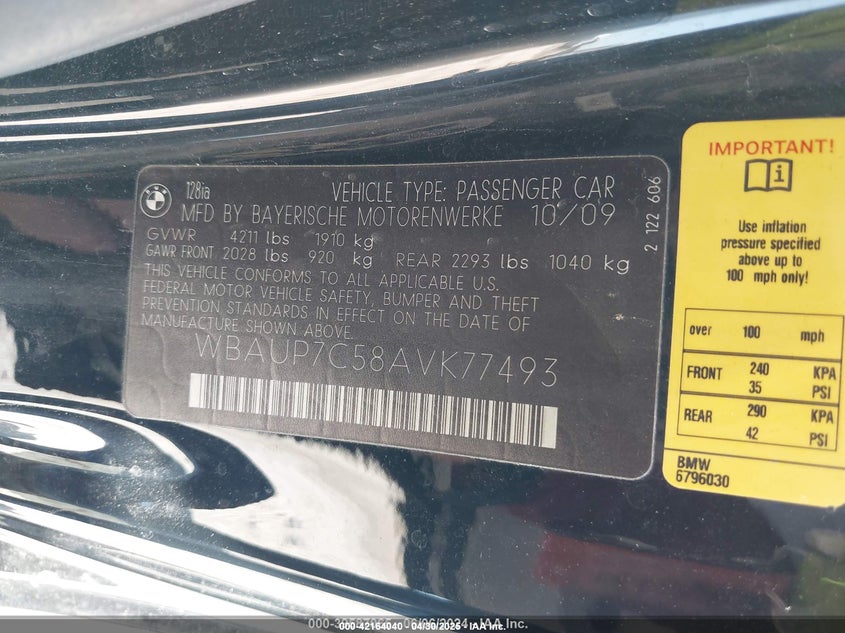 BMW
128ia
VEHICLE TYPE: PASSENGER CAR
MFD BY BAYERISCHE MOTORENWERKE 10/09
GVWR 4211 lbs 1910 kg
GAWR FRONT 2028 lbs 920 kg REAR 2293 lbs 1040 kg
THIS VEHICLE CONFORMS TO ALL APPLICABLE U.S.
FEDERAL MOTOR VEHICLE SAFETY, BUMPER AND THEFT
PREVENTION STANDARDS IN EFFECT ON THE DATE OF
MANUFACTURE SHOWN ABOVE.
WBAUP7C58AVK77493
2 122 606
IMPORTANT!
i
Use inflation
pressure specified
above up to
100 mph only!
over 100 mph
FRONT 240 KPA
35 PSI
REAR 290 KPA
42 PSI
BMW
6796030
000-42164040 - 04/30/2025 - IAA Inc.